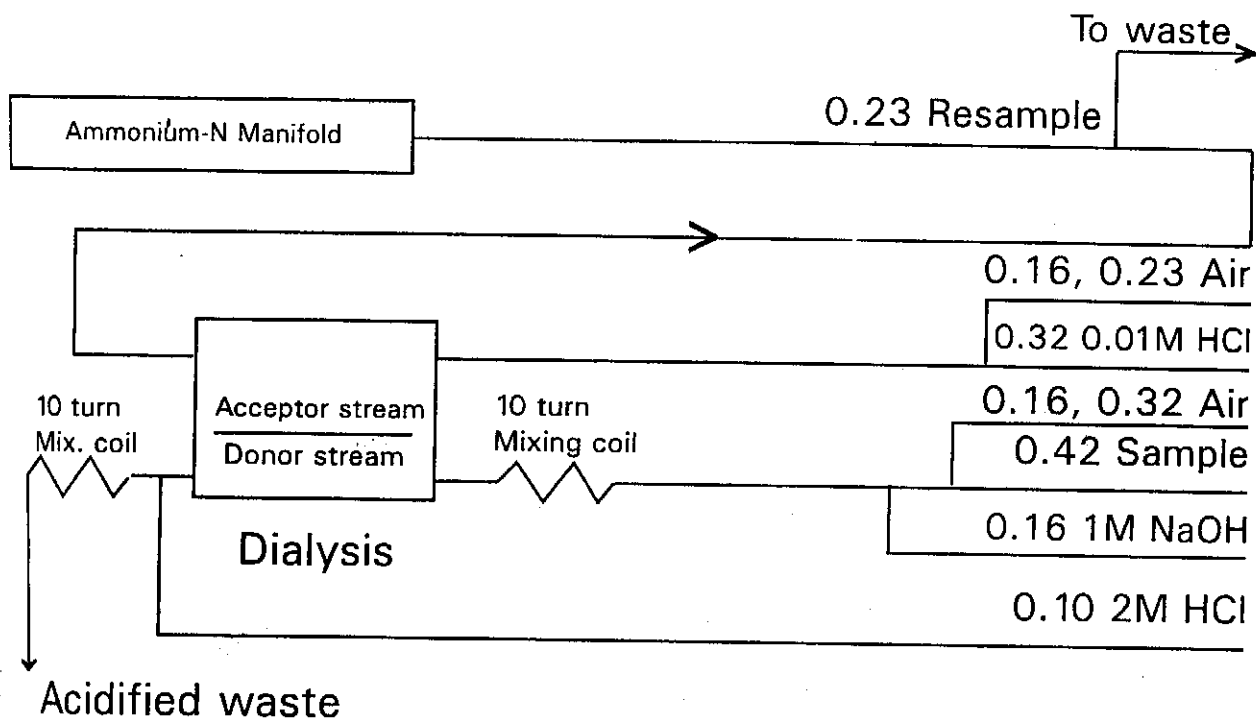 To waste
0.23 Resample
Ammonium-N Manifold
0.16, 0.23 Air
0.32 0.01M HCl
0.16, 0.32 Air
0.42 Sample
0.16 1M NaOH
0.10 2M HCl
10 turn
Mix. coil
Acceptor stream
Donor stream
10 turn
Mixing coil
Dialysis
Acidified waste